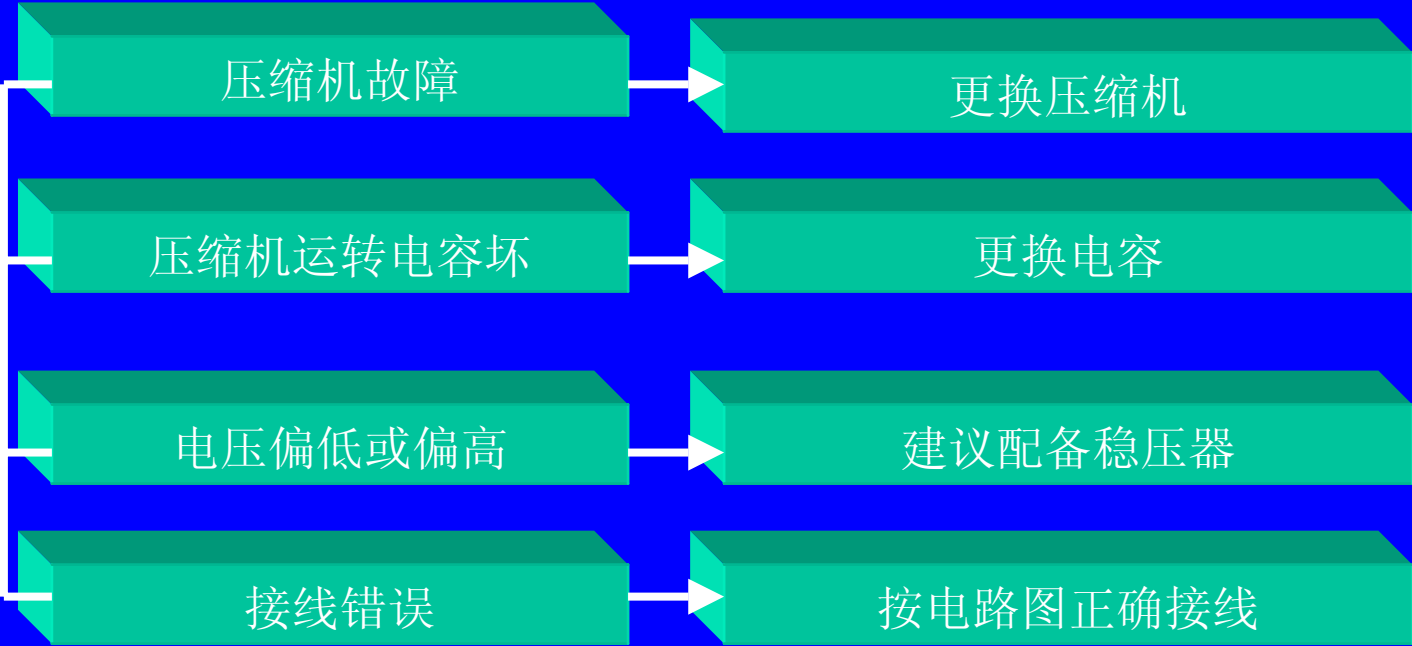 压缩机故障
更换压缩机
压缩机运转电容坏
更换电容
电压偏低或偏高
建议配备稳压器
接线错误
按电路图正确接线